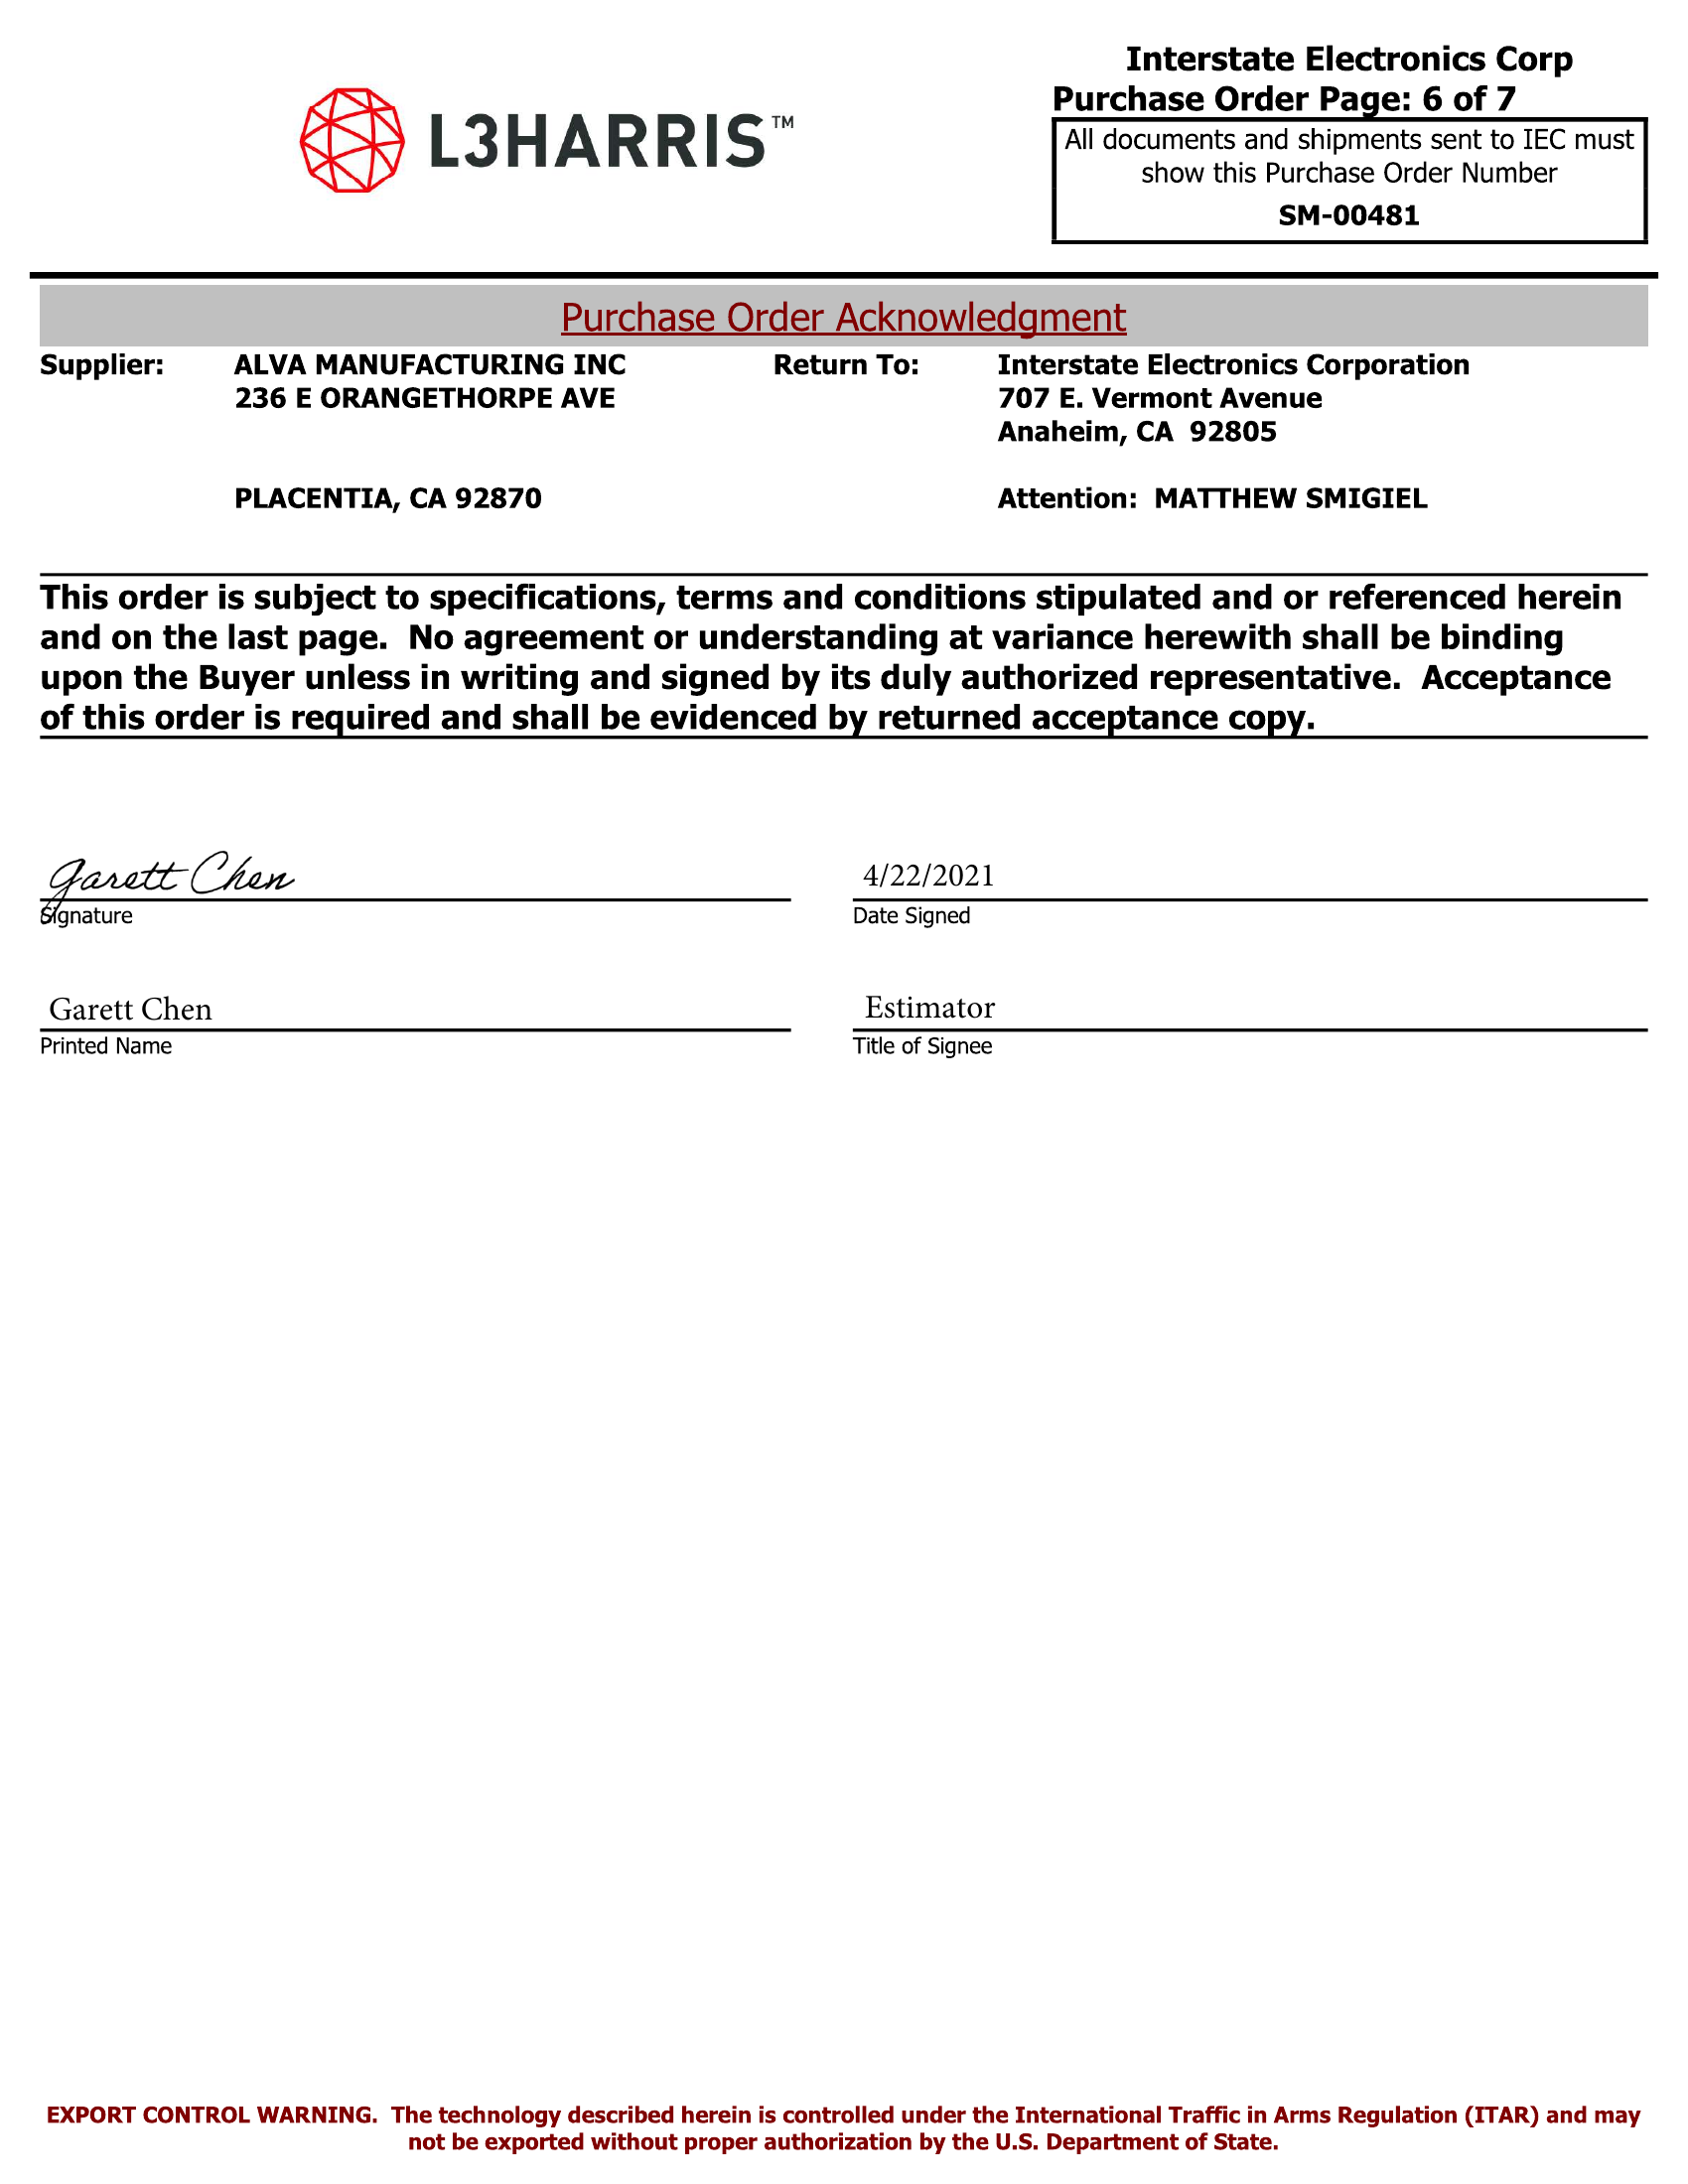 L3HARRIS™
Interstate Electronics Corp
Purchase Order Page: 6 of 7
All documents and shipments sent to IEC must
show this Purchase Order Number
SM-00481
Purchase Order Acknowledgment
Supplier: ALVA MANUFACTURING INC Return To: Interstate Electronics Corporation
236 E ORANGETHORPE AVE 707 E. Vermont Avenue
Anaheim, CA 92805
PLACENTIA, CA 92870 Attention: MATTHEW SMIGIEL
This order is subject to specifications, terms and conditions stipulated and or referenced herein
and on the last page. No agreement or understanding at variance herewith shall be binding
upon the Buyer unless in writing and signed by its duly authorized representative. Acceptance
of this order is required and shall be evidenced by returned acceptance copy.
Garett Chen 4/22/2021
Signature Date Signed
Garett Chen Estimator
Printed Name Title of Signee
EXPORT CONTROL WARNING. The technology described herein is controlled under the International Traffic in Arms Regulation (ITAR) and may
not be exported without proper authorization by the U.S. Department of State.